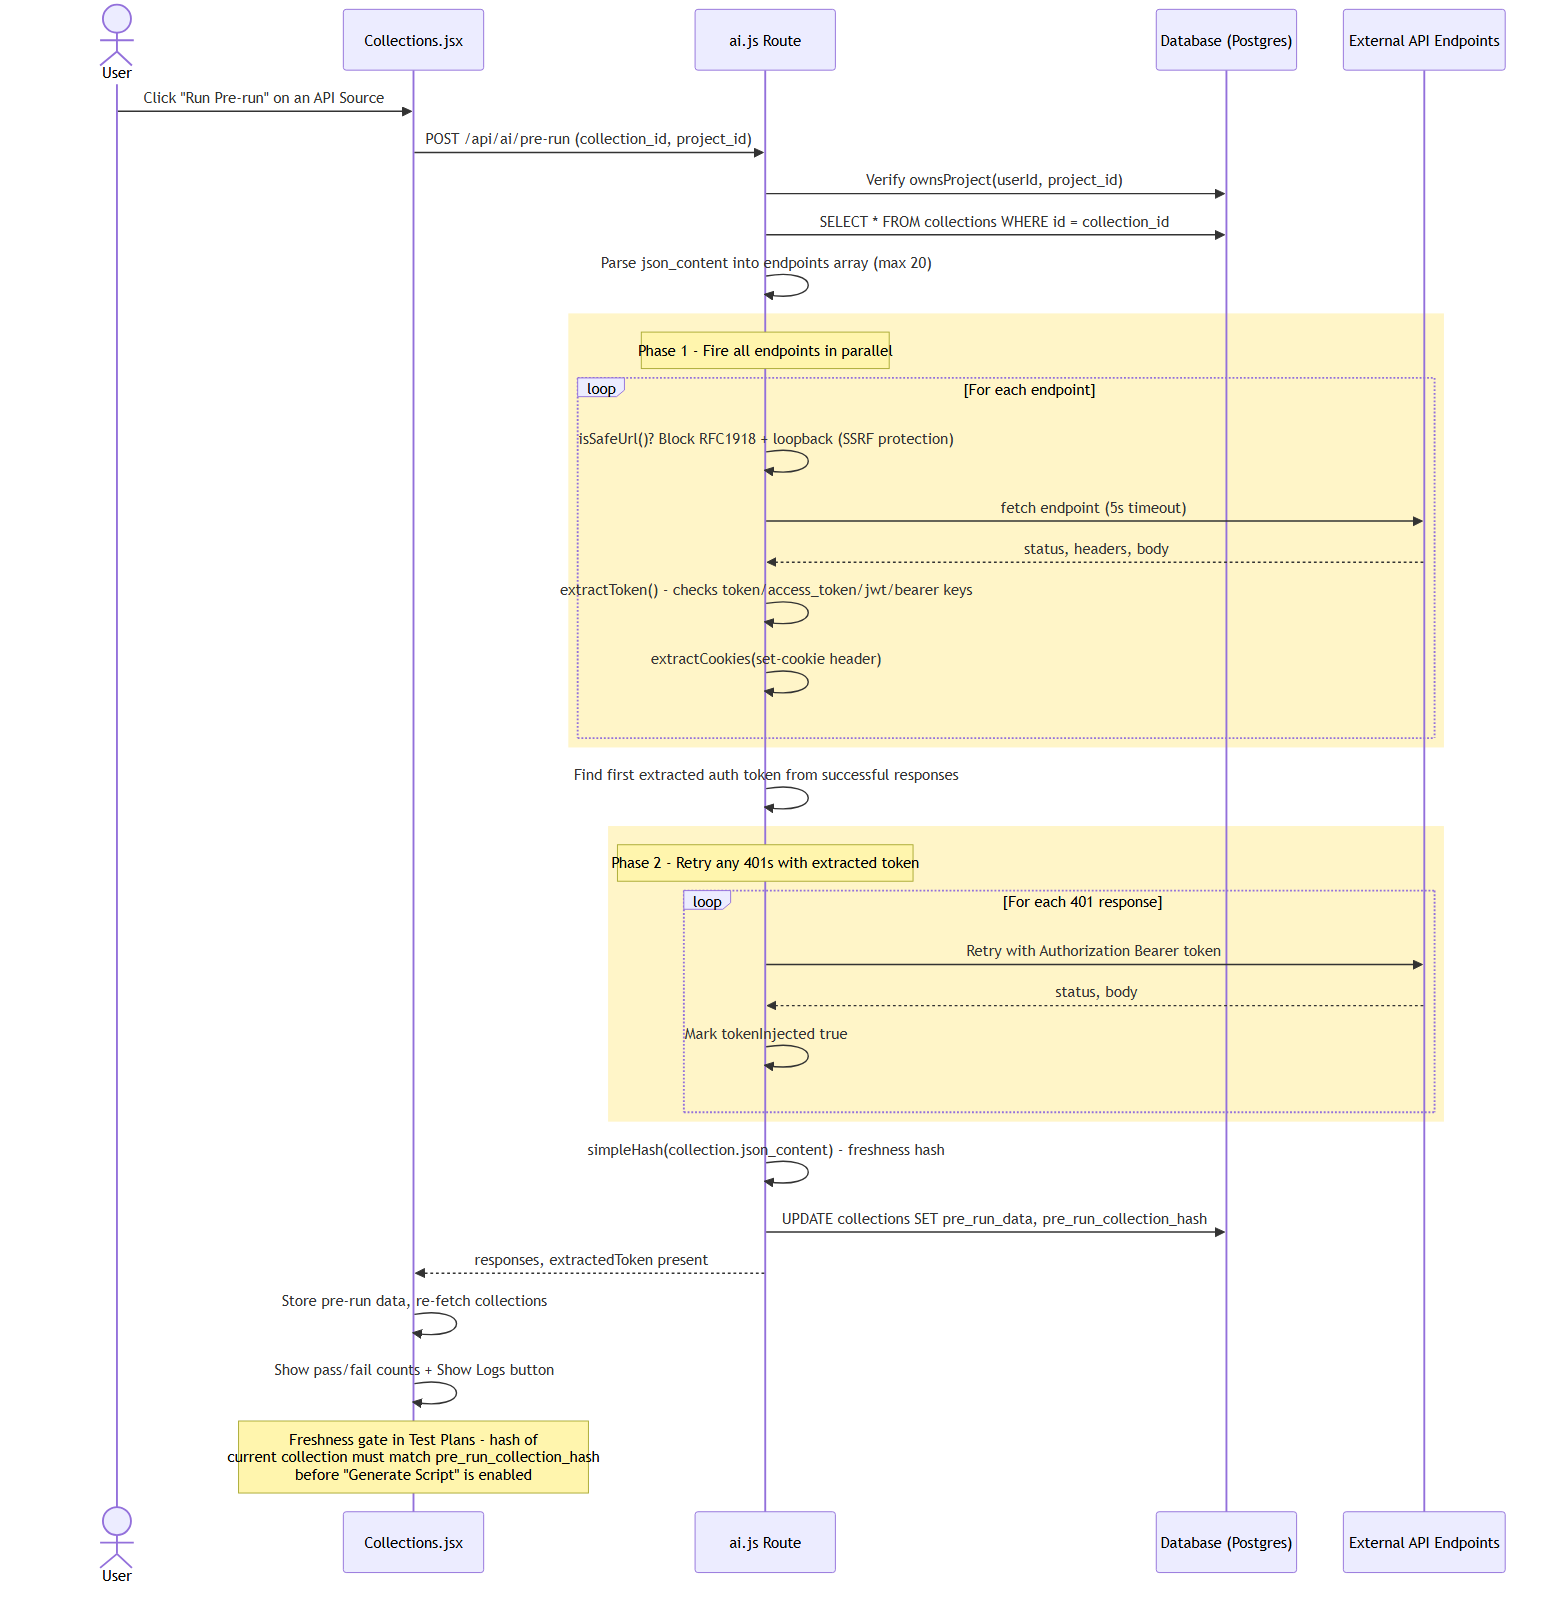 User
Collections.jsx
ai.js Route
Database (Postgres)
External API Endpoints
Click "Run Pre-run" on an API Source
POST /api/ai/pre-run (collection_id, project_id)
Verify ownsProject(userId, project_id)
SELECT * FROM collections WHERE id = collection_id
Parse json_content into endpoints array (max 20)
Phase 1 - Fire all endpoints in parallel
loop
[For each endpoint]
isSafeUrl()? Block RFC1918 + loopback (SSRF protection)
fetch endpoint (5s timeout)
status, headers, body
extractToken() - checks token/access_token/jwt/bearer keys
extractCookies(set-cookie header)
Find first extracted auth token from successful responses
Phase 2 - Retry any 401s with extracted token
loop
[For each 401 response]
Retry with Authorization Bearer token
status, body
Mark tokenInjected true
simpleHash(collection.json_content) - freshness hash
UPDATE collections SET pre_run_data, pre_run_collection_hash
responses, extractedToken present
Store pre-run data, re-fetch collections
Show pass/fail counts + Show Logs button
Freshness gate in Test Plans - hash of
current collection must match pre_run_collection_hash
before "Generate Script" is enabled
User
Collections.jsx
ai.js Route
Database (Postgres)
External API Endpoints